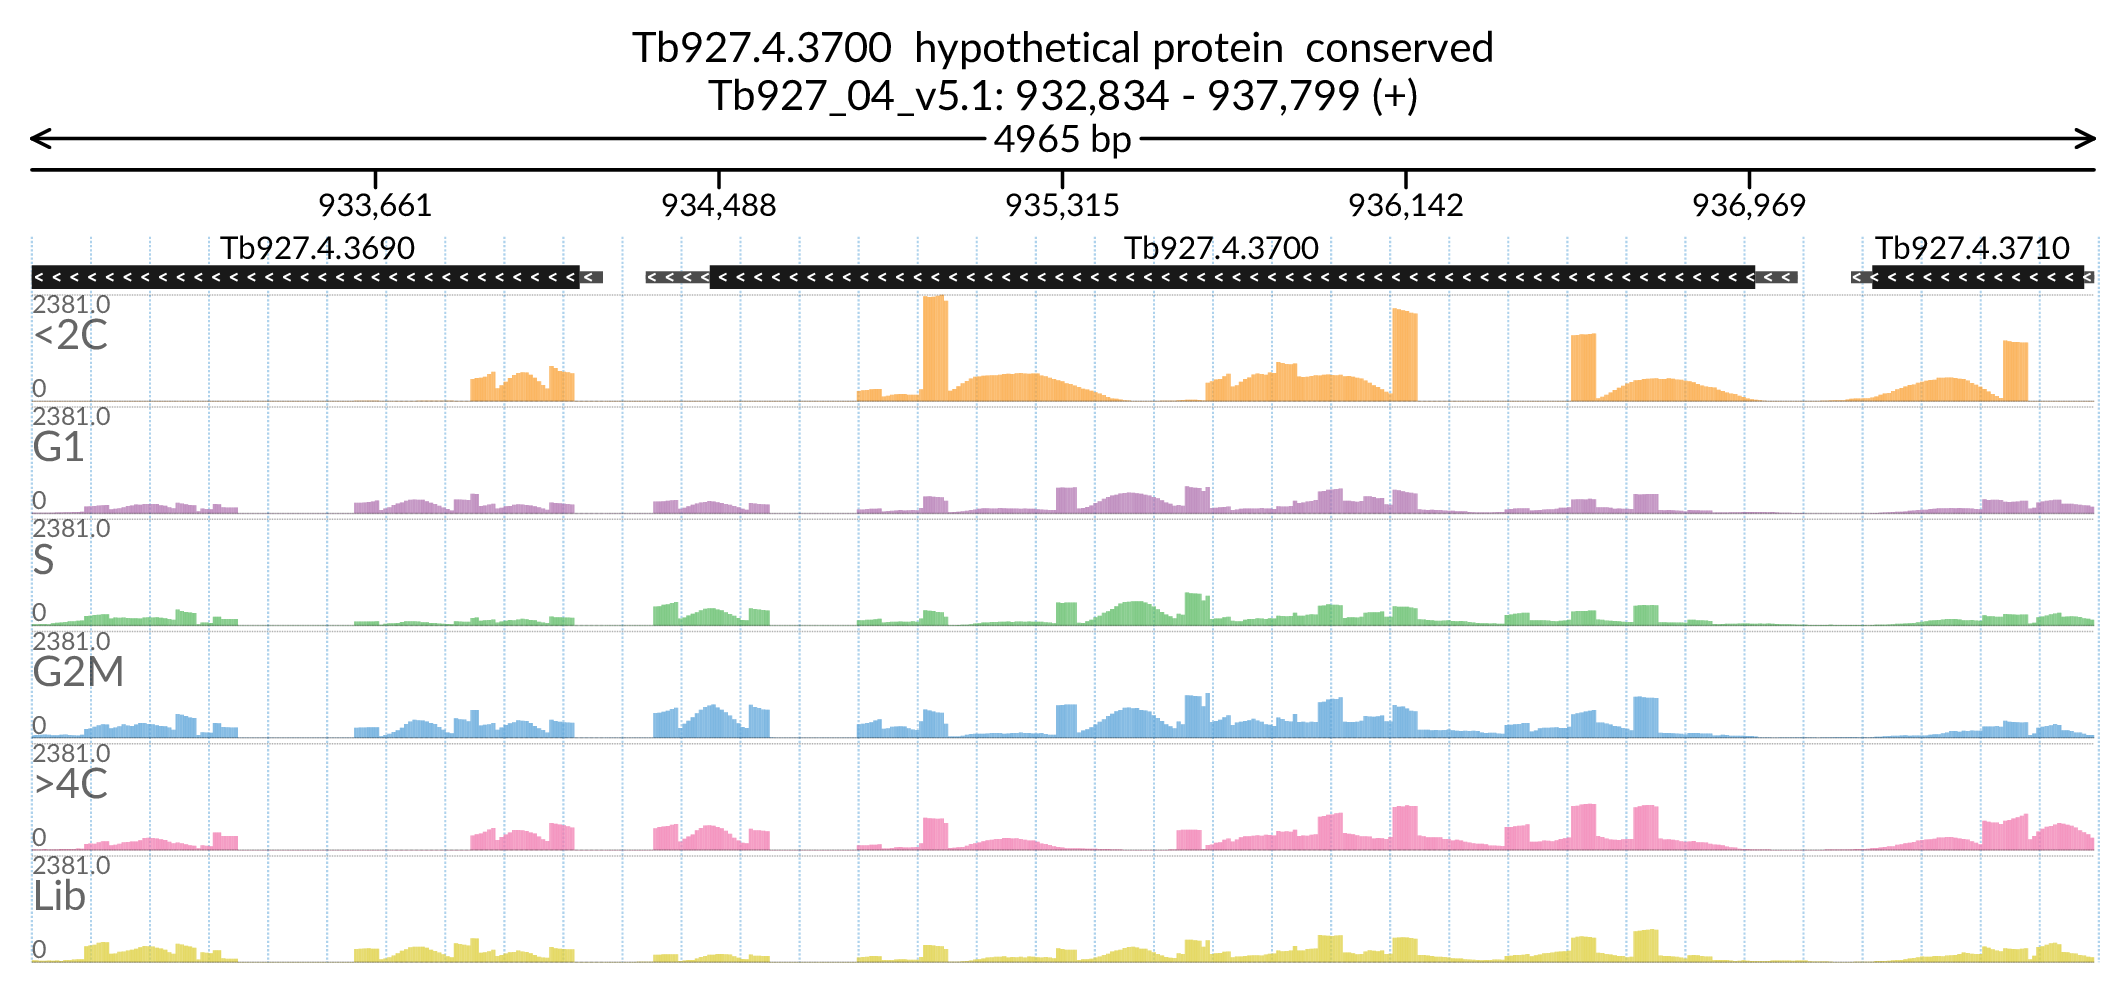 Tb927.4.3700 hypothetical protein conserved
Tb927_04_v5.1: 932,834 - 937,799 (+)
4965 bp
933,661 934,488 935,315 936,142 936,969
Tb927.4.3690 Tb927.4.3700 Tb927.4.3710
2381.0
<2C
0
2381.0
G1
0
2381.0
S
0
2381.0
G2M
0
2381.0
>4C
0
2381.0
Lib
0